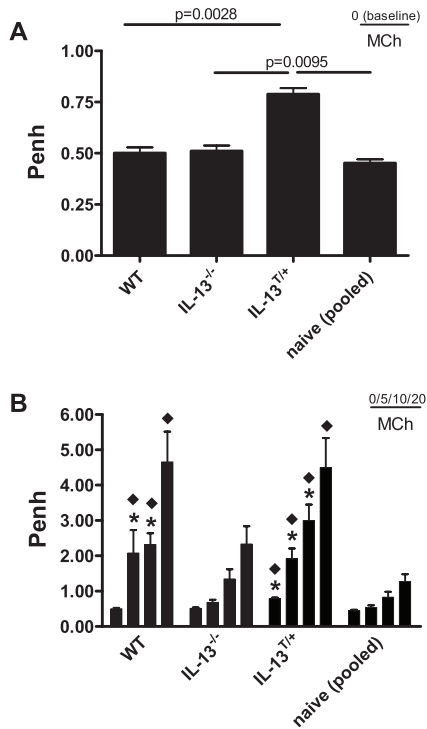 A
p=0.0028
0 (baseline)
MCh
p=0.0095
1.00
0.75
0.50
0.25
0.00
Penh
WT
IL-13-/-
IL-13T/+
naive (pooled)
B
0/5/10/20
MCh
6.00
5.00
4.00
3.00
2.00
1.00
0.00
Penh
* * * * *
WT
IL-13-/-
IL-13T/+
naive (pooled)